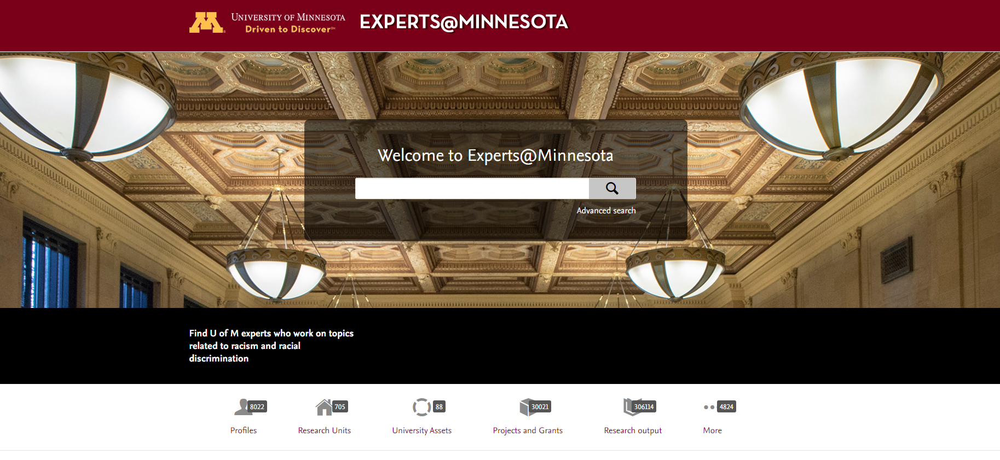 UNIVERSITY OF MINNESOTA
Driven to Discover℠
EXPERTS@MINNESOTA
Welcome to Experts@Minnesota
Advanced search
Find U of M experts who work on topics
related to racism and racial
discrimination
8022
Profiles
705
Research Units
88
University Assets
30021
Projects and Grants
306114
Research output
4824
More